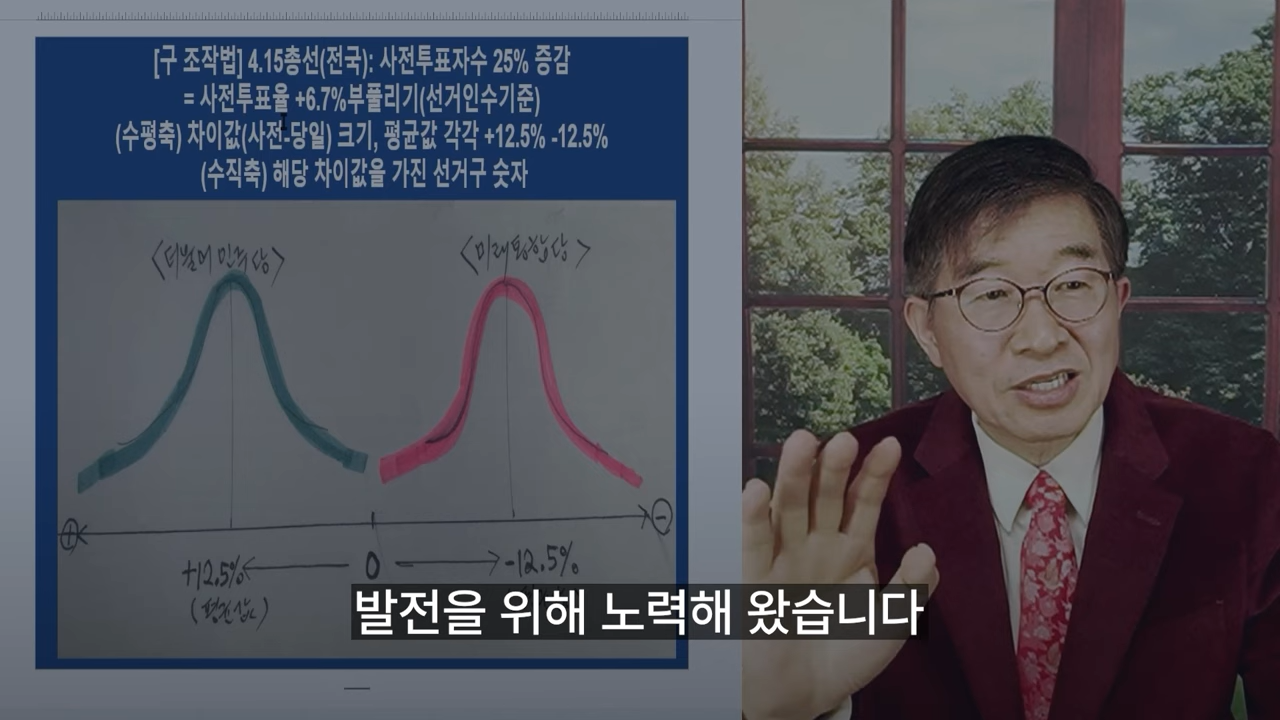 [구 조작법] 4.15총선(전국): 사전투표자수 25% 증감
= 사전투표율 +6.7%부풀리기(선거인수기준)
(수평축) 차이값(사전-당일) 크기, 평균값 각각 +12.5% -12.5%
(수직축) 해당 차이값을 가진 선거구 숫자
<더불어 민주당>
<미래통합당>
+
-
+12.5%
0
-12.5%
(평균값)
발전을 위해 노력해 왔습니다